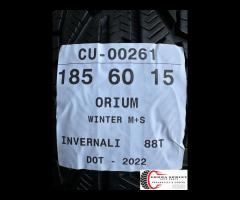 CU-00261
185 60 15
ORIUM
WINTER M+S
INVERNALI 88T
DOT - 2022